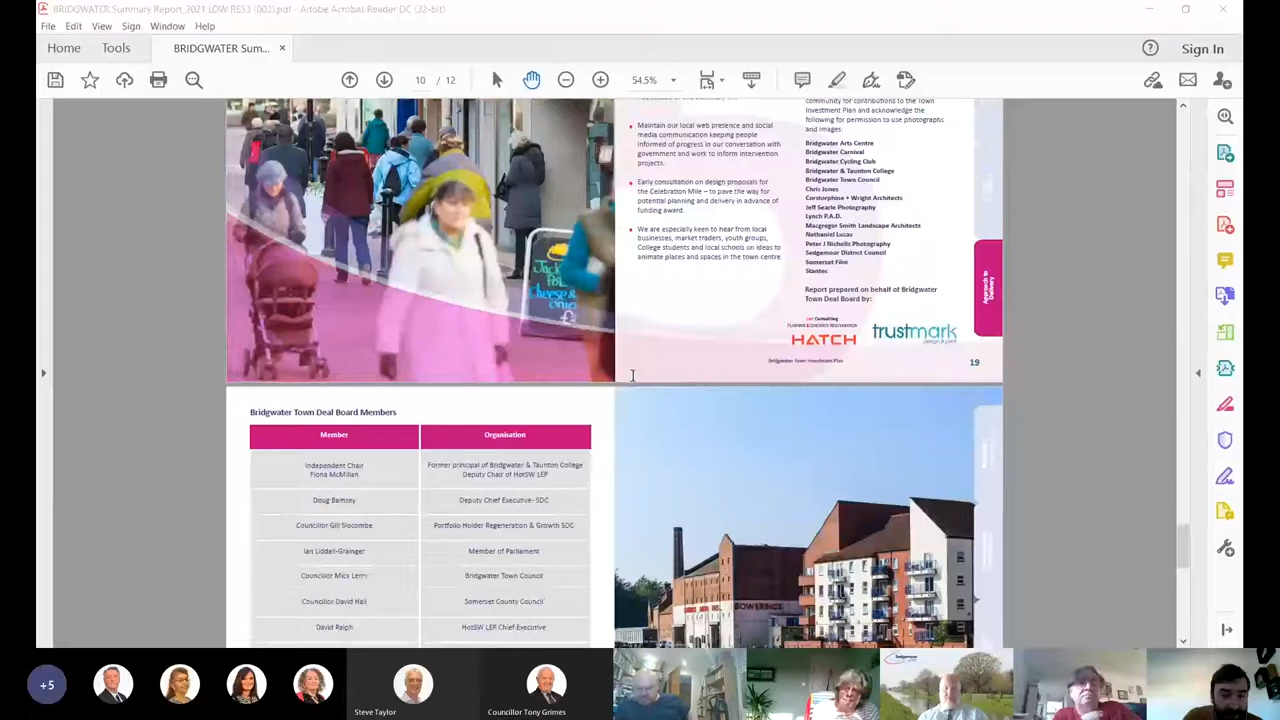 BRIDGWATER Summary Report_2021 LOW RES3 (002).pdf - Adobe Acrobat Reader DC (32-bit)
File Edit View Sign Window Help
Home Tools BRIDGWATER Sum... × Sign In
10 / 12 54.5%
Maintain our local web presence and social
media communication keeping people
informed of progress in our conversation with
government and work to inform intervention
projects.
Early consultation on design proposals for
the Celebration Mile – to pave the way for
potential planning and delivery in advance of
funding award.
We are especially keen to hear from local
businesses, market traders, youth groups,
College students and local schools on ideas to
animate places and spaces in the town centre.
community for contributions to the Town
Investment Plan and acknowledge the
following for permission to use photographs
and images:
Bridgwater Arts Centre
Bridgwater Carnival
Bridgwater Cycling Club
Bridgwater & Taunton College
Bridgwater Town Council
Chris Jones
Corstorphine + Wright Architects
Jeff Searle Photography
Lynch P.A.D.
Macgregor Smith Landscape Architects
Nathaniel Lucas
Peter J Nicholls Photography
Sedgemoor District Council
Somerset Film
Stantec
Report prepared on behalf of Bridgwater
Town Deal Board by:
Consulting
HATCH
trustmark
Bridgwater Town Investment Plan 19
Approach to
Delivery
Jack
for
cheese &
Bridgwater Town Deal Board Members
Member Organisation
Independent Chair
Fiona McMillan
Former principal of Bridgwater & Taunton College
Deputy Chair of HotSW LEP
Doug Bamsey Deputy Chief Executive- SDC
Councillor Gill Slocombe Portfolio Holder Regeneration & Growth SDC
Ian Liddell-Grainger Member of Parliament
Councillor Mick Lerry Bridgwater Town Council
Councillor David Hall Somerset County Council
David Ralph HotSW LEP Chief Executive
BOWERINGS
+5
Steve Taylor
Councillor Tony Grimes
Sedgemoor